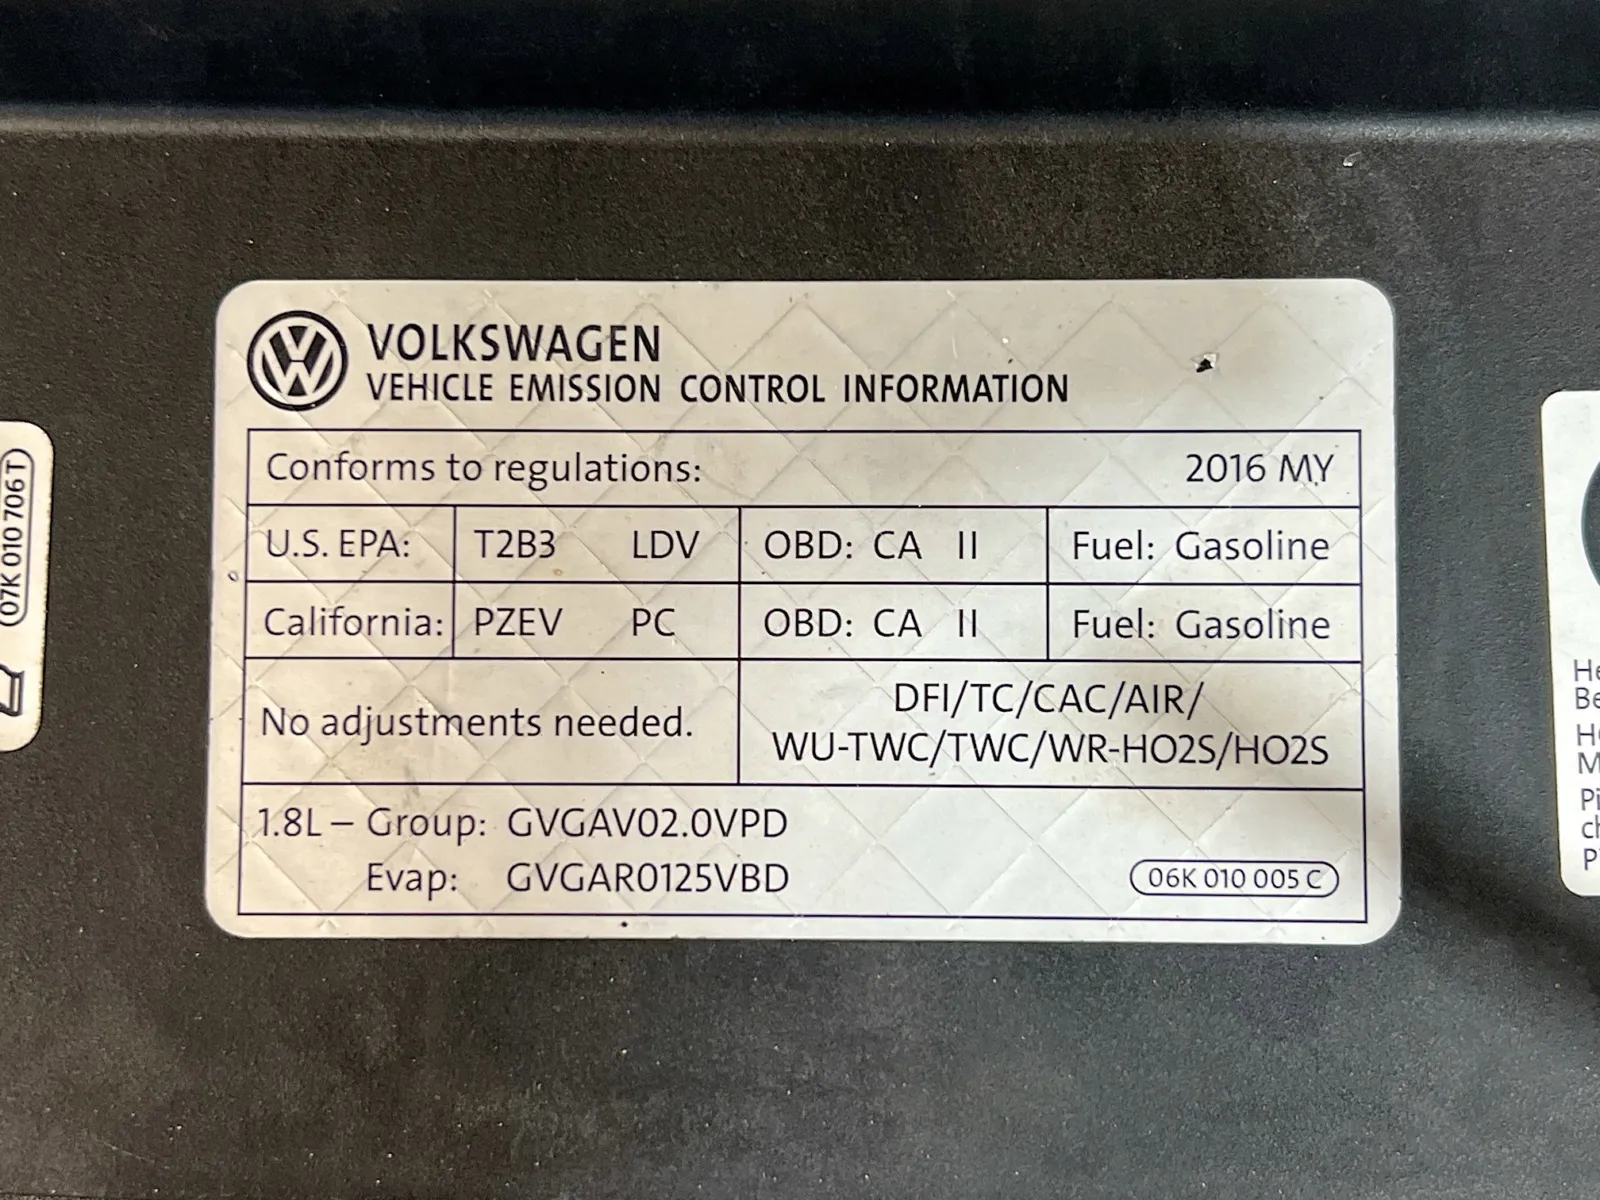 VOLKSWAGEN
VEHICLE EMISSION CONTROL INFORMATION
Conforms to regulations: 2016 MY
U.S. EPA: T2B3 LDV OBD: CA II Fuel: Gasoline
California: PZEV PC OBD: CA II Fuel: Gasoline
No adjustments needed.
DFI/TC/CAC/AIR/
WU-TWC/TWC/WR-HO2S/HO2S
1.8L – Group: GVGAV02.0VPD
Evap: GVGAR0125VBD
06K 010 005 C
07K 010 706 T